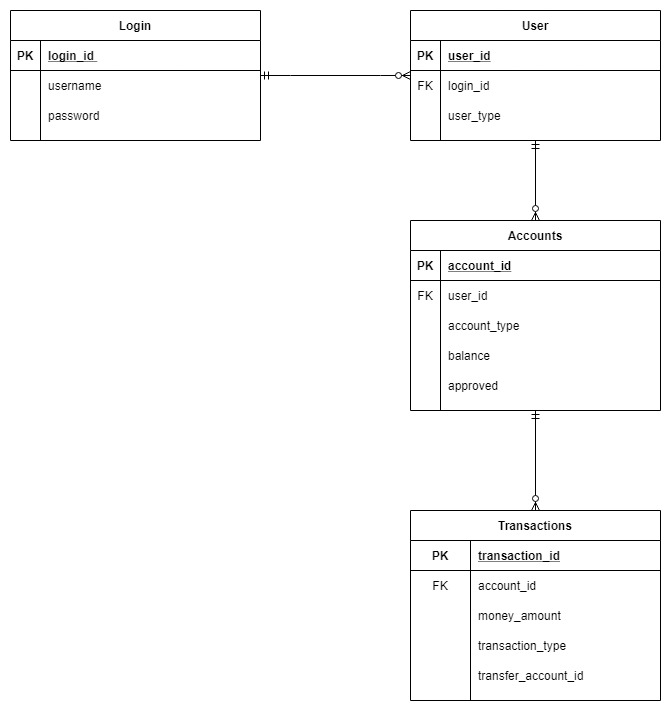 Login
PK login_id
username
password
User
PK user_id
FK login_id
user_type
Accounts
PK account_id
FK user_id
account_type
balance
approved
Transactions
PK transaction_id
FK account_id
money_amount
transaction_type
transfer_account_id